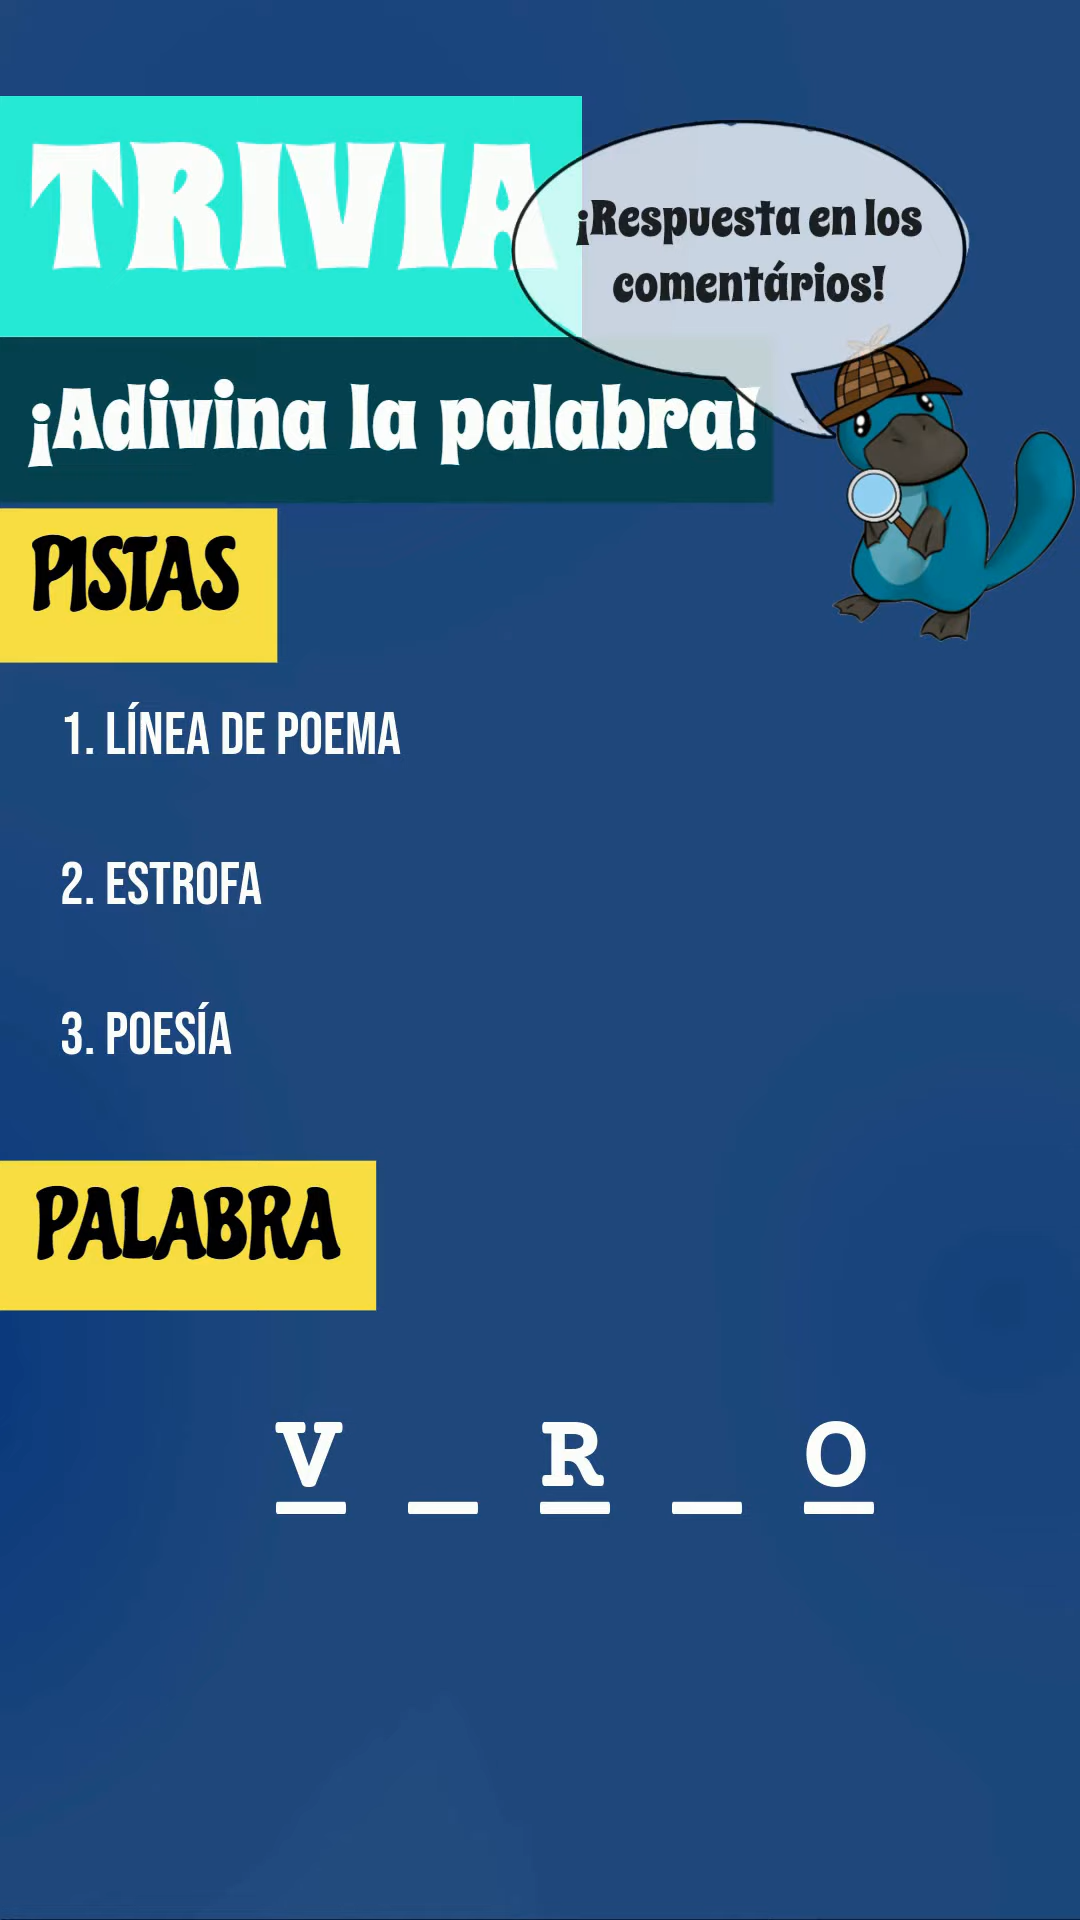 TRIVIA
¡Respuesta en los
comentários!
¡Adivina la palabra!
PISTAS
1. LÍNEA DE POEMA
2. ESTROFA
3. POESÍA
PALABRA
V _ R _ O